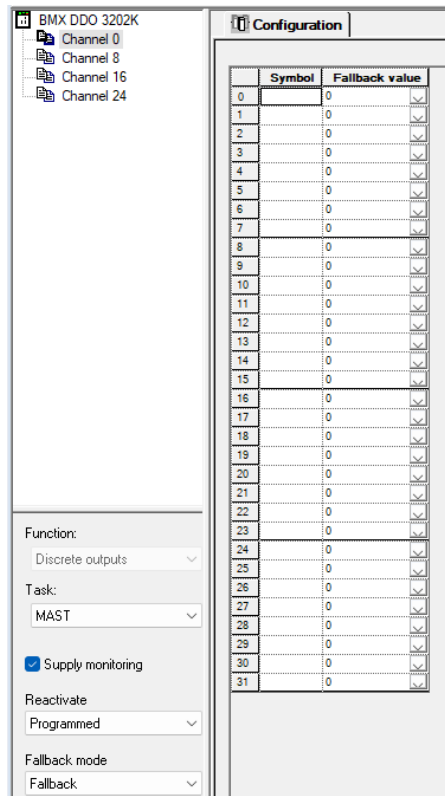 BMX DDO 3202K
Channel 0
Channel 8
Channel 16
Channel 24
Function:
Discrete outputs
Task:
MAST
Supply monitoring
Reactivate
Programmed
Fallback mode
Fallback
Configuration
Symbol Fallback value
0 0
1 0
2 0
3 0
4 0
5 0
6 0
7 0
8 0
9 0
10 0
11 0
12 0
13 0
14 0
15 0
16 0
17 0
18 0
19 0
20 0
21 0
22 0
23 0
24 0
25 0
26 0
27 0
28 0
29 0
30 0
31 0